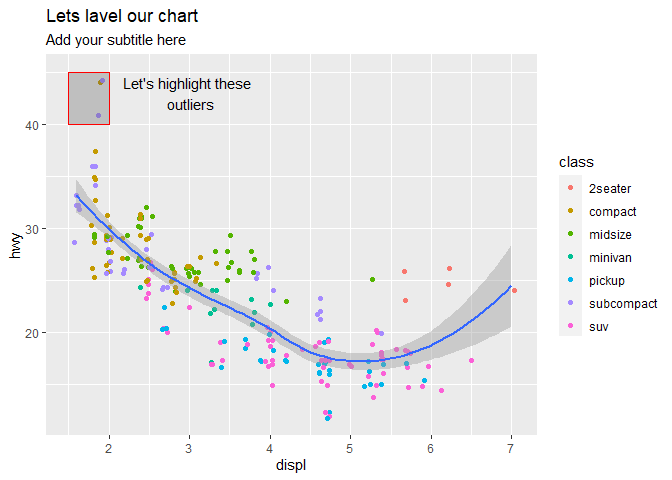 Lets lavel our chart
Add your subtitle here
Let's highlight these
outliers
40
30
20
hwy
2
3
4
5
6
7
displ
class
2seater
compact
midsize
minivan
pickup
subcompact
suv